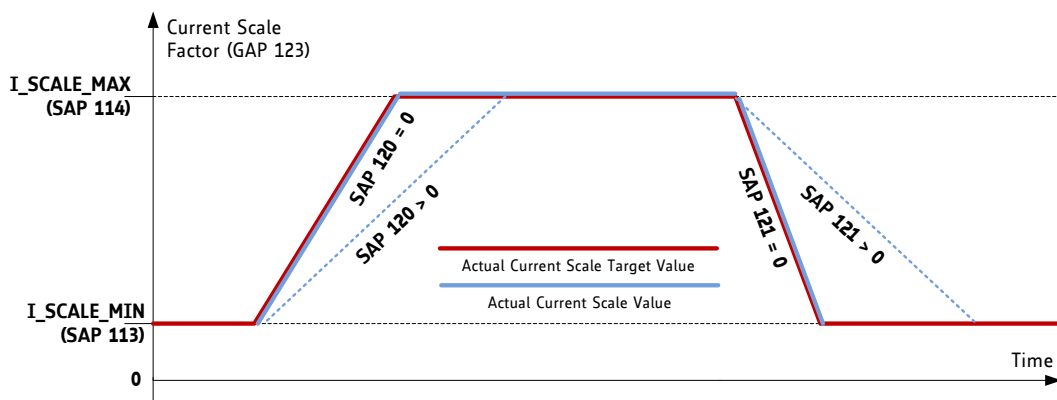 Current Scale
Factor (GAP 123)
I_SCALE_MAX
(SAP 114)
SAP 120 = 0
SAP 120 > 0
SAP 121 = 0
SAP 121 > 0
Actual Current Scale Target Value
Actual Current Scale Value
I_SCALE_MIN
(SAP 113)
Time
0